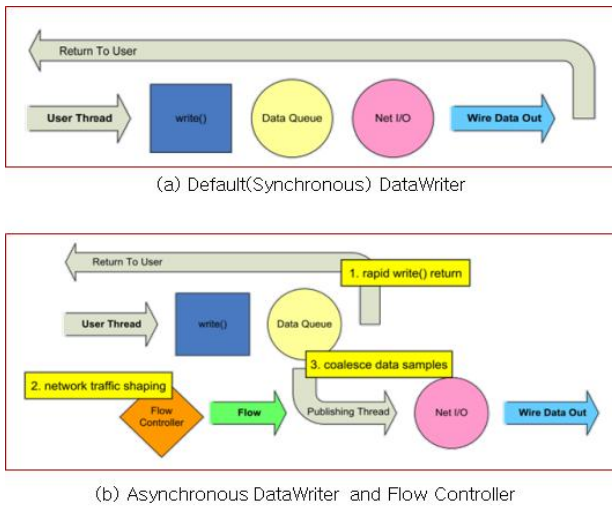 Return To User
User Thread
write()
Data Queue
Net I/O
Wire Data Out
(a) Default(Synchronous) DataWriter
Return To User
1. rapid write() return
User Thread
write()
Data Queue
3. coalesce data samples
2. network traffic shaping
Flow
Controller
Flow
Publishing Thread
Net I/O
Wire Data Out
(b) Asynchronous DataWriter and Flow Controller